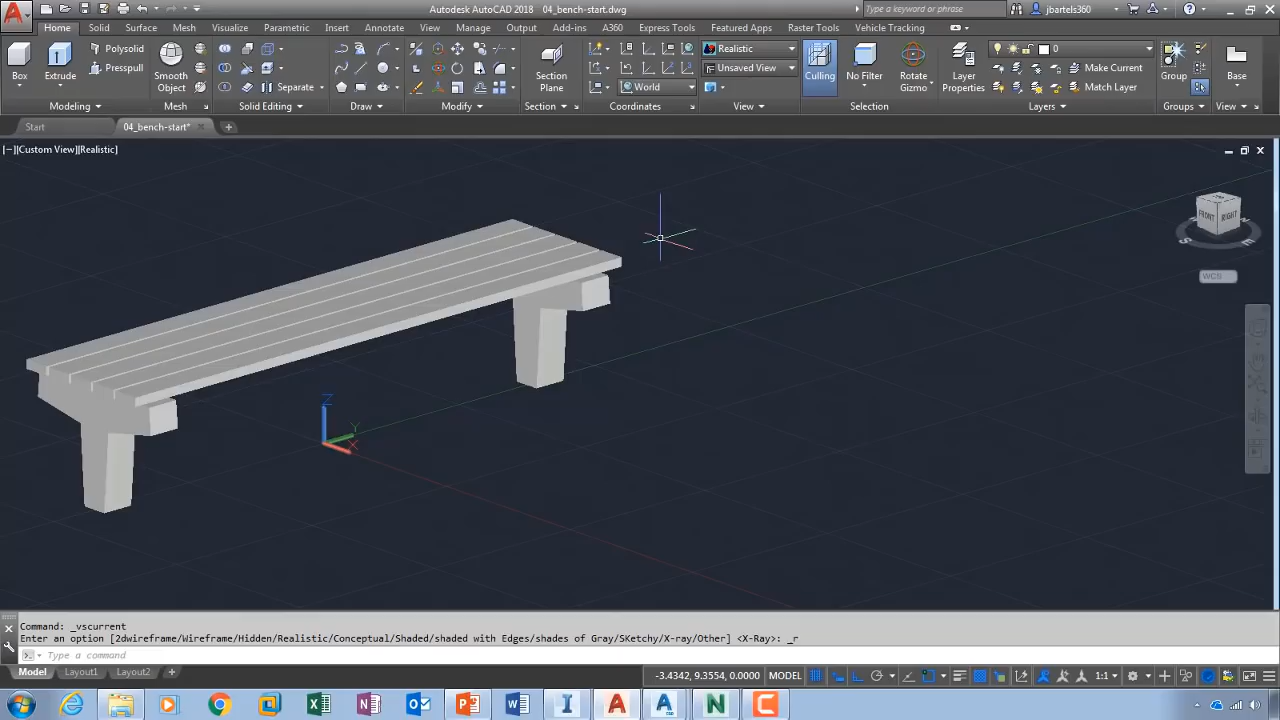 Autodesk AutoCAD 2018 04_bench-start.dwg
Type a keyword or phrase
jbartels360
Home Solid Surface Mesh Visualize Parametric Insert Annotate View Manage Output Add-ins A360 Express Tools Featured Apps Raster Tools Vehicle Tracking
Box
Extrude
Polysolid
Presspull
Smooth Object
Separate
Section Plane
World
Realistic
Unsaved View
Culling
No Filter
Rotate Gizmo
Layer Properties
0
Make Current
Match Layer
Group
Base
Modeling Mesh Solid Editing Draw Modify Section Coordinates View Selection Layers Groups View
Start 04_bench-start*
[−][Custom View][Realistic]
TOP
FRONT RIGHT
S E
WCS
Z
Y
X
Command: _vscurrent
Enter an option [2dwireframe/Wireframe/Hidden/Realistic/Conceptual/Shaded/shaded with Edges/shades of Gray/SKetchy/X-ray/Other] <X-Ray>: _r
Type a command
Model Layout1 Layout2
-3.4342, 9.3554, 0.0000 MODEL 1:1